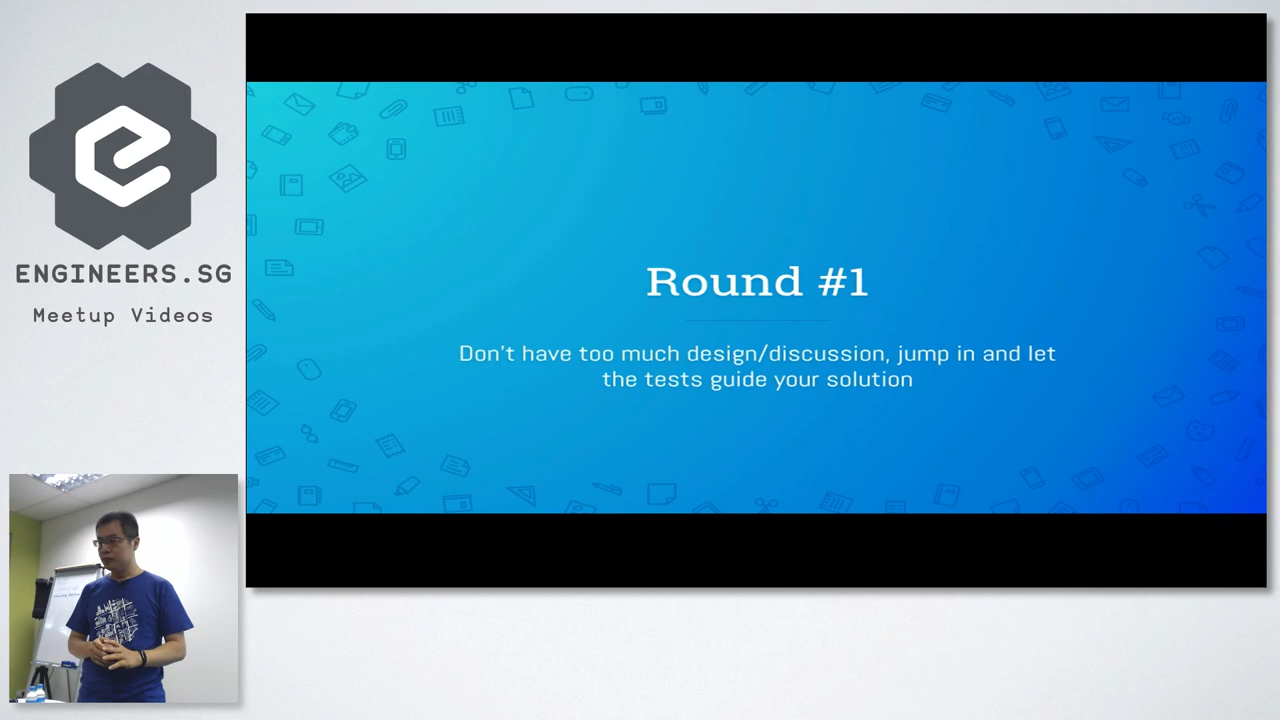 ENGINEERS.SG
Meetup Videos
Round #1
Don't have too much design/discussion, jump in and let
the tests guide your solution